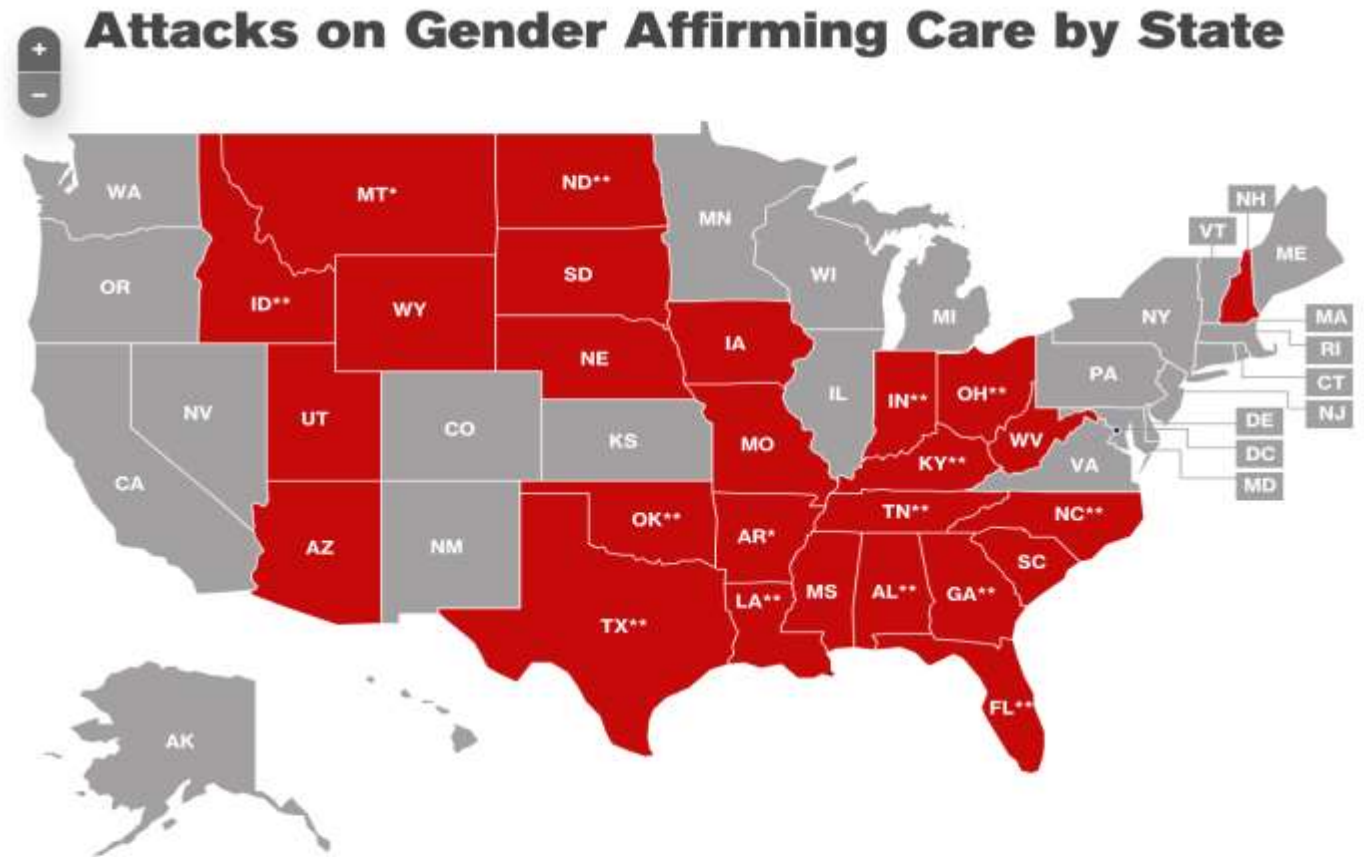 Attacks on Gender Affirming Care by State
+
−
WA
MT*
ND**
MN
NH
VT
ME
OR
ID**
WY
SD
WI
MI
NY
MA
RI
CT
NJ
NE
IA
PA
NV
UT
CO
KS
MO
IL
IN**
OH**
WV
VA
DE
DC
MD
CA
KY**
AZ
NM
OK**
AR*
TN**
NC**
SC
TX**
LA**
MS
AL**
GA**
FL**
AK